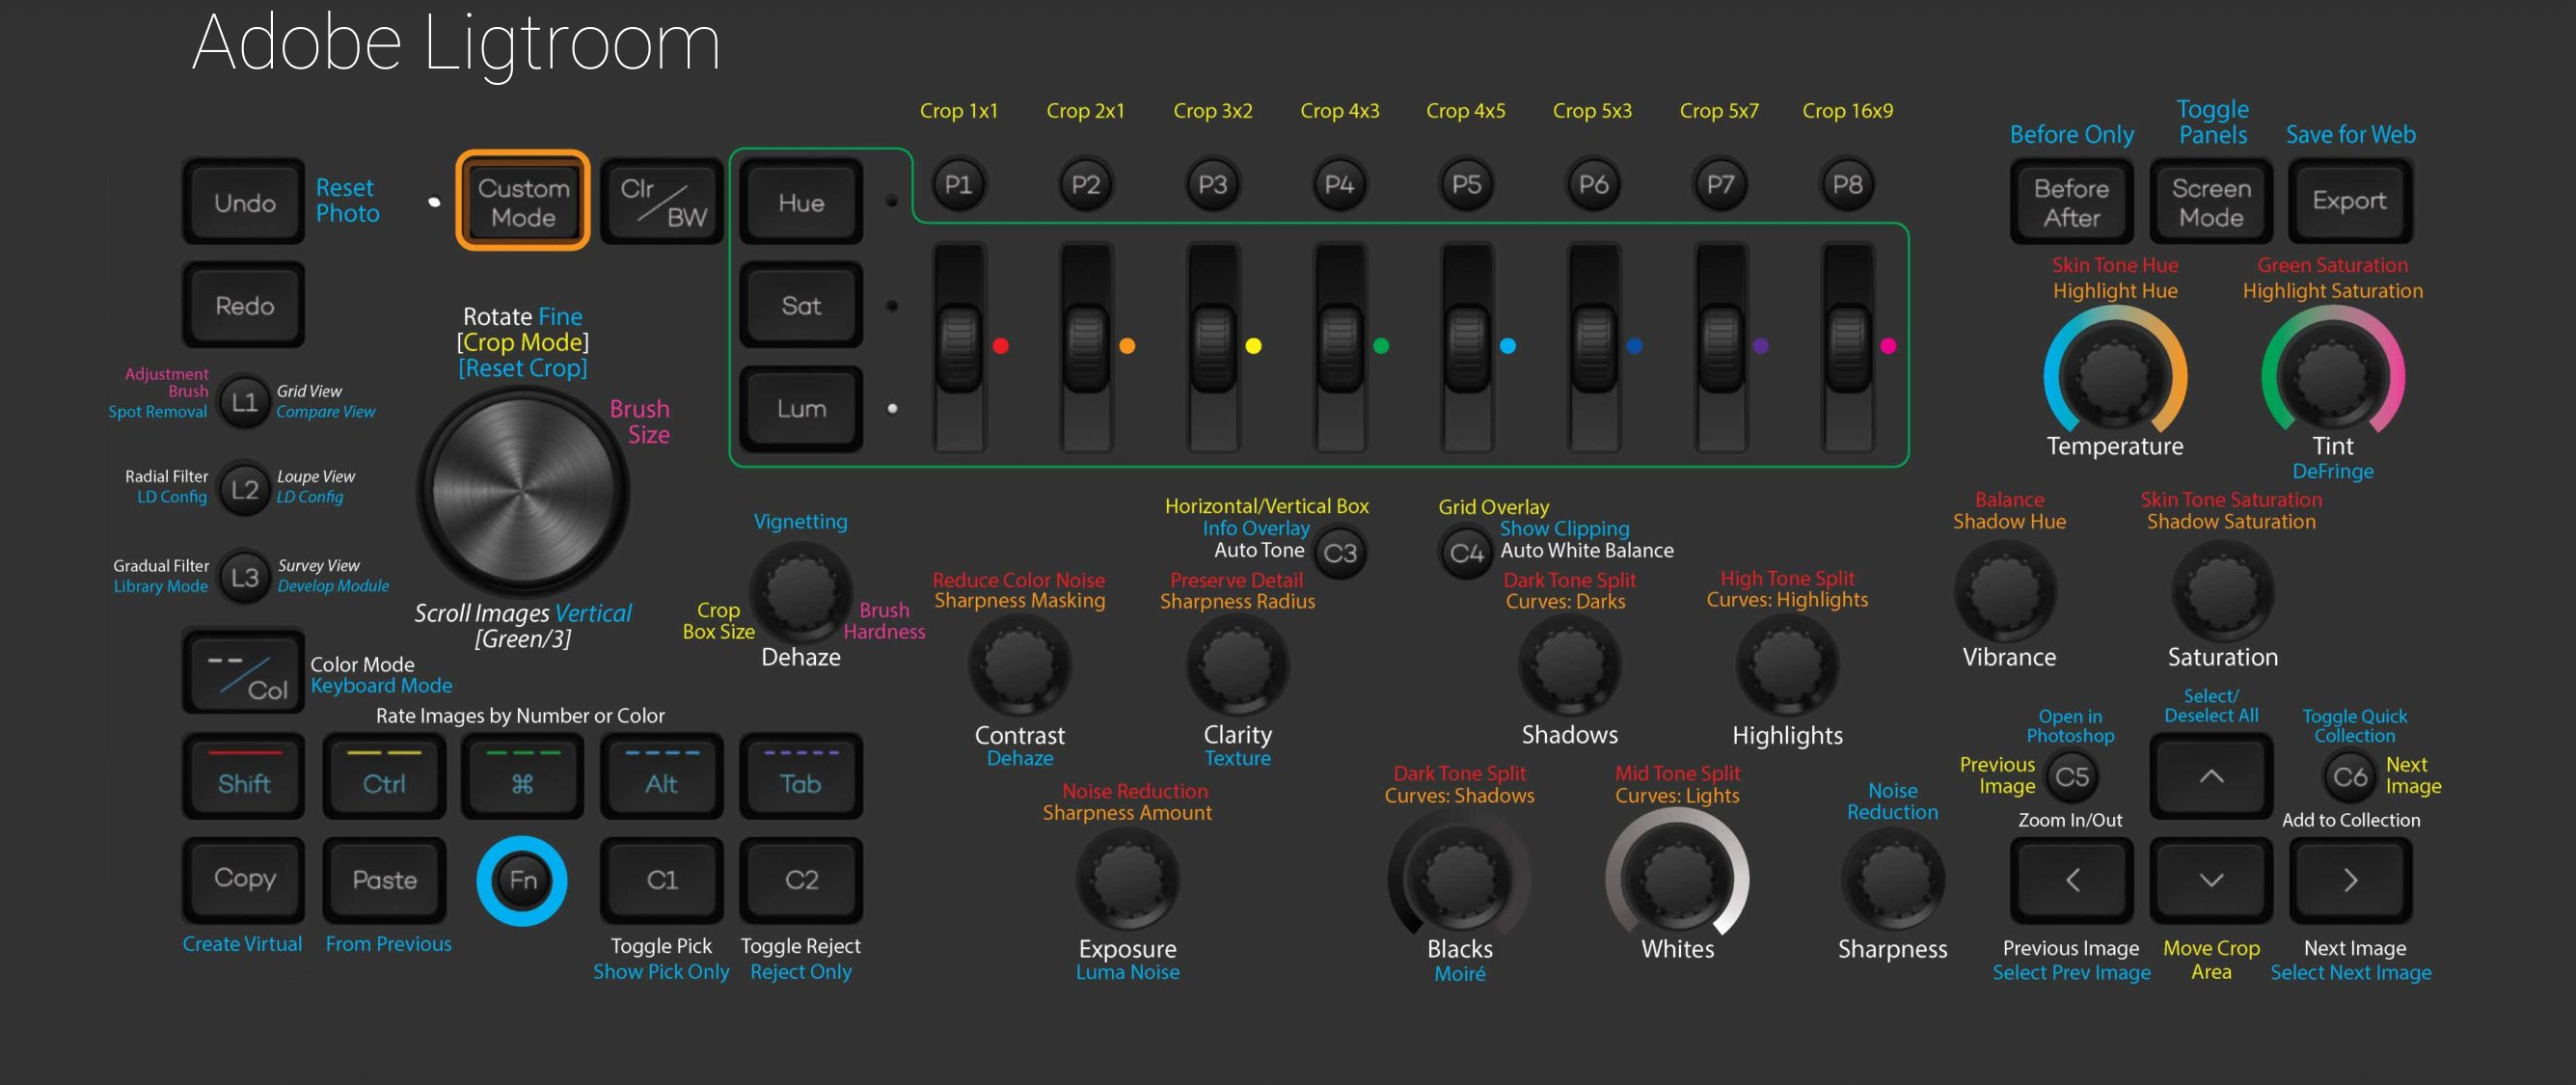 Adobe Ligtroom
Crop 1x1
Crop 2x1
Crop 3x2
Crop 4x3
Crop 4x5
Crop 5x3
Crop 5x7
Crop 16x9
Before Only
Toggle
Panels
Save for Web
Undo
Reset
Photo
Custom
Mode
Clr
BW
Hue
P1
P2
P3
P4
P5
P6
P7
P8
Before
After
Screen
Mode
Export
Redo
Sat
Lum
Skin Tone Hue
Highlight Hue
Green Saturation
Highlight Saturation
Rotate Fine
[Crop Mode]
[Reset Crop]
Adjustment
Brush
Spot Removal
L1
Grid View
Compare View
Brush
Size
Temperature
Tint
DeFringe
Radial Filter
LD Config
L2
Loupe View
LD Config
Gradual Filter
Library Mode
L3
Survey View
Develop Module
Scroll Images Vertical
[Green/3]
Vignetting
Crop
Box Size
Brush
Hardness
Dehaze
Horizontal/Vertical Box
Info Overlay
Auto Tone
C3
Grid Overlay
C4
Show Clipping
Auto White Balance
Balance
Shadow Hue
Skin Tone Saturation
Shadow Saturation
Reduce Color Noise
Sharpness Masking
Preserve Detail
Sharpness Radius
Dark Tone Split
Curves: Darks
High Tone Split
Curves: Highlights
Vibrance
Saturation
Col
Color Mode
Keyboard Mode
Rate Images by Number or Color
Contrast
Dehaze
Clarity
Texture
Shadows
Highlights
Open in
Photoshop
Select/
Deselect All
Toggle Quick
Collection
Shift
Ctrl
⌘
Alt
Tab
Previous
Image
C5
C6
Next
Image
Zoom In/Out
Add to Collection
Noise Reduction
Sharpness Amount
Dark Tone Split
Curves: Shadows
Mid Tone Split
Curves: Lights
Noise
Reduction
Copy
Paste
Fn
C1
C2
Create Virtual
From Previous
Toggle Pick
Show Pick Only
Toggle Reject
Reject Only
Exposure
Luma Noise
Blacks
Moiré
Whites
Sharpness
Previous Image
Select Prev Image
Move Crop
Area
Next Image
Select Next Image